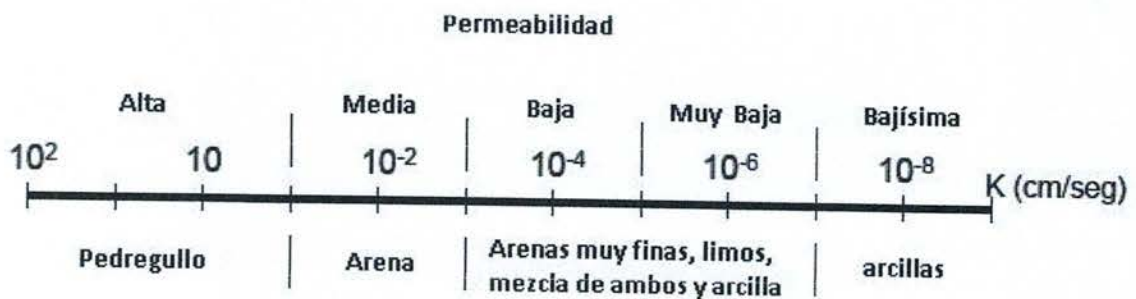 Permeabilidad
Alta Media Baja Muy Baja Bajísima
10² 10 10⁻² 10⁻⁴ 10⁻⁶ 10⁻⁸ K (cm/seg)
Pedregullo Arena Arenas muy finas, limos, arcillas
mezcla de ambos y arcilla